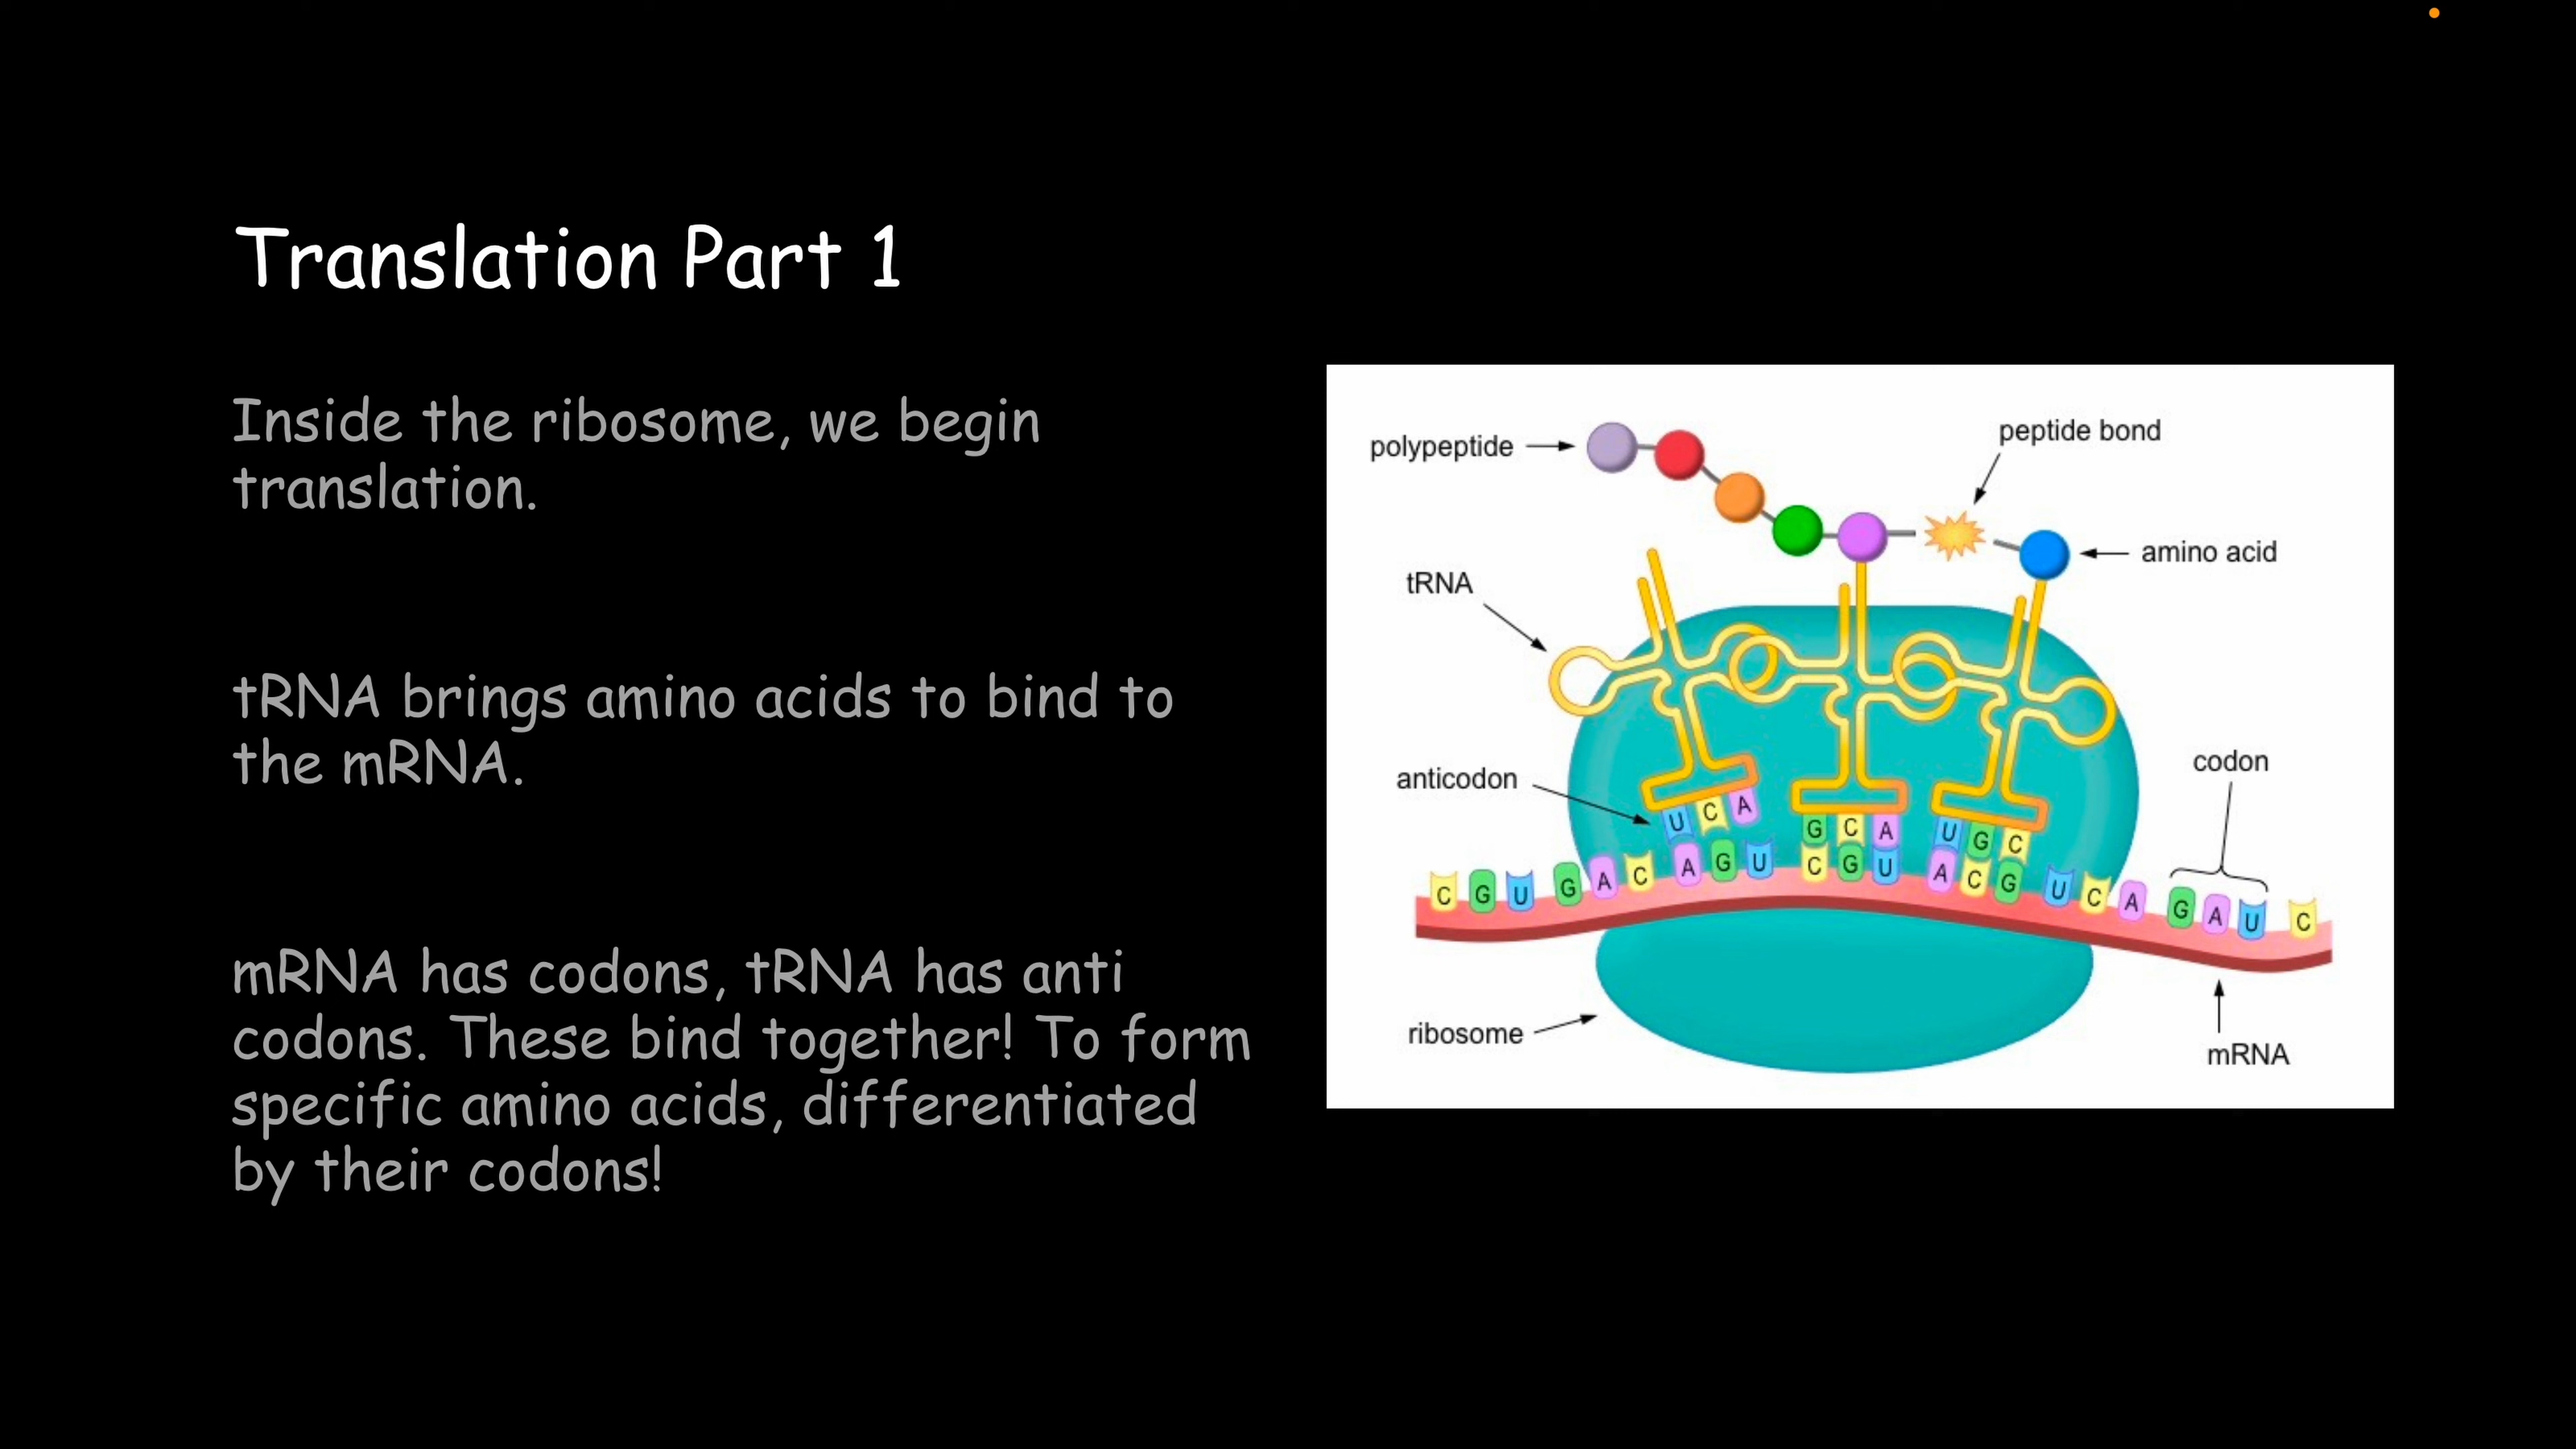 Translation Part 1
Inside the ribosome, we begin
translation.
tRNA brings amino acids to bind to
the mRNA.
mRNA has codons, tRNA has anti
codons. These bind together! To form
specific amino acids, differentiated
by their codons!
polypeptide
peptide bond
amino acid
tRNA
anticodon
codon
U C A G C A U G C
C G U G A C A G U C G U A C G U C A G A U C
ribosome
mRNA